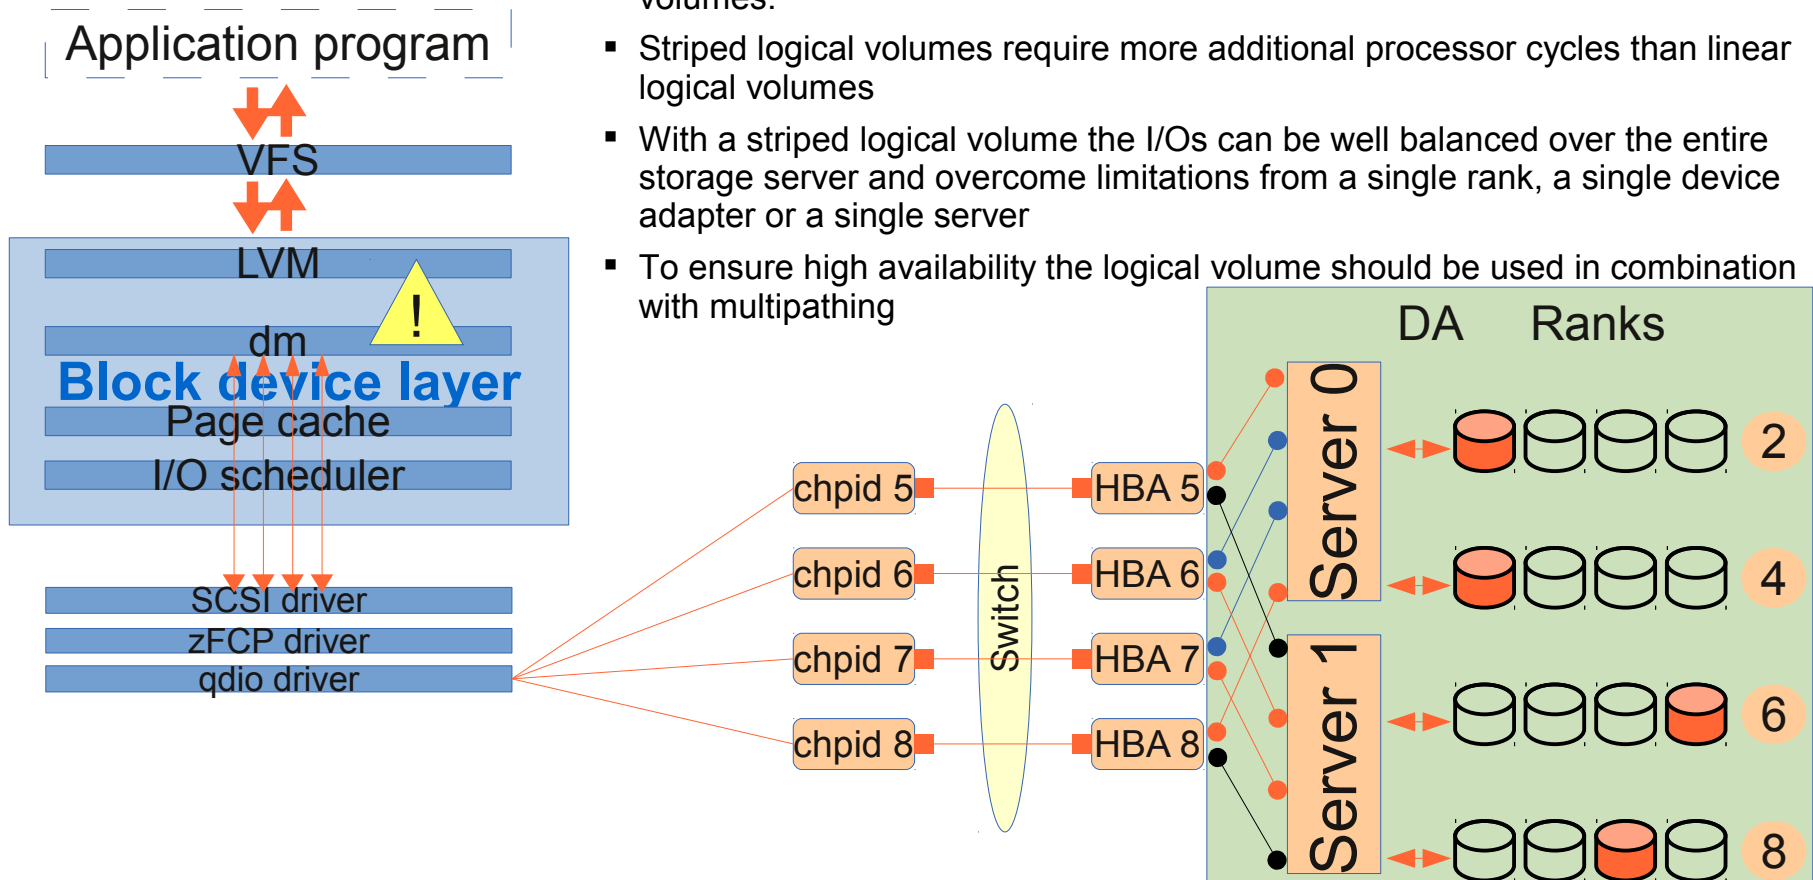 volumes.
▪ Striped logical volumes require more additional processor cycles than linear
logical volumes
▪ With a striped logical volume the I/Os can be well balanced over the entire
storage server and overcome limitations from a single rank, a single device
adapter or a single server
▪ To ensure high availability the logical volume should be used in combination
with multipathing
Application program
VFS
LVM
!
dm
Block device layer
Page cache
I/O scheduler
SCSI driver
zFCP driver
qdio driver
chpid 5
chpid 6
chpid 7
chpid 8
Switch
HBA 5
HBA 6
HBA 7
HBA 8
DA Ranks
Server 0
Server 1
2
4
6
8